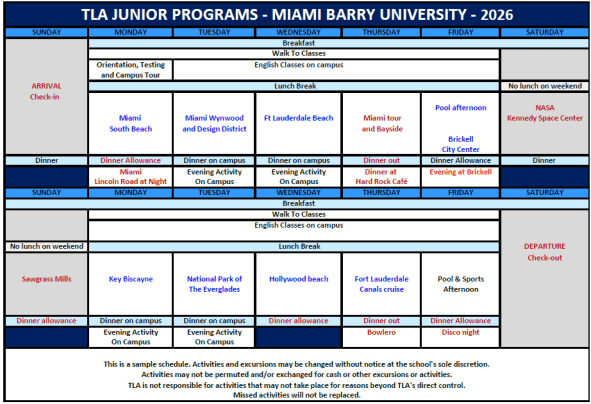 TLA JUNIOR PROGRAMS - MIAMI BARRY UNIVERSITY - 2026
SUNDAY MONDAY TUESDAY WEDNESDAY THURSDAY FRIDAY SATURDAY
Breakfast
Walk To Classes
Orientation, Testing
and Campus Tour
English Classes on campus
ARRIVAL
Check-in
Lunch Break
No lunch on weekend
Miami
South Beach
Miami Wynwood
and Design District
Ft Lauderdale Beach
Miami tour
and Bayside
Pool afternoon
Brickell
City Center
NASA
Kennedy Space Center
Dinner Dinner Allowance Dinner on campus Dinner on campus Dinner out Dinner Allowance Dinner
Miami
Lincoln Road at Night
Evening Activity
On Campus
Evening Activity
On Campus
Dinner at
Hard Rock Café
Evening at Brickell
SUNDAY MONDAY TUESDAY WEDNESDAY THURSDAY FRIDAY SATURDAY
Breakfast
Walk To Classes
English Classes on campus
No lunch on weekend
Lunch Break
DEPARTURE
Check-out
Sawgrass Mills
Key Biscayne
National Park of
The Everglades
Hollywood beach
Fort Lauderdale
Canals cruise
Pool & Sports
Afternoon
Dinner allowance Dinner on campus Dinner on campus Dinner allowance Dinner out Dinner Allowance
Evening Activity
On Campus
Evening Activity
On Campus
Bowlero
Disco night
This is a sample schedule. Activities and excursions may be changed without notice at the school's sole discretion.
Activities may not be permuted and/or exchanged for cash or other excursions or activities.
TLA is not responsible for activities that may not take place for reasons beyond TLA's direct control.
Missed activities will not be replaced.